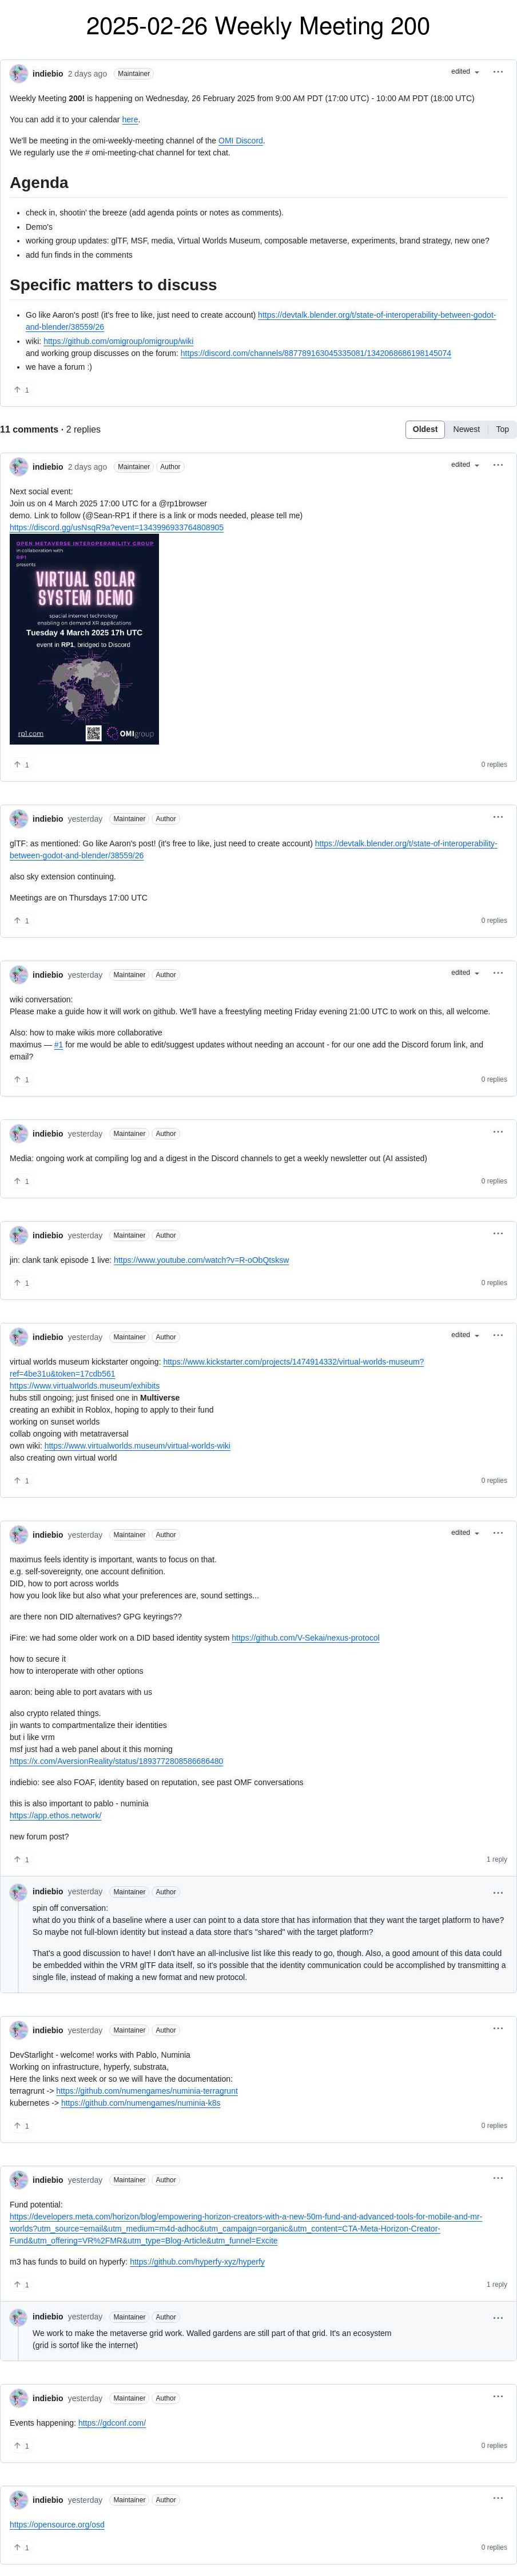 2025-02-26 Weekly Meeting 200
indiebio 2 days ago Maintainer edited
Weekly Meeting 200! is happening on Wednesday, 26 February 2025 from 9:00 AM PDT (17:00 UTC) - 10:00 AM PDT (18:00 UTC)
You can add it to your calendar here.
We'll be meeting in the omi-weekly-meeting channel of the OMI Discord.
We regularly use the # omi-meeting-chat channel for text chat.
Agenda
• check in, shootin' the breeze (add agenda points or notes as comments).
• Demo's
• working group updates: glTF, MSF, media, Virtual Worlds Museum, composable metaverse, experiments, brand strategy, new one?
• add fun finds in the comments
Specific matters to discuss
• Go like Aaron's post! (it's free to like, just need to create account) https://devtalk.blender.org/t/state-of-interoperability-between-godot-
and-blender/38559/26
• wiki: https://github.com/omigroup/omigroup/wiki
and working group discusses on the forum: https://discord.com/channels/887789163045335081/1342068686198145074
• we have a forum :)
↑ 1
11 comments · 2 replies Oldest Newest Top
indiebio 2 days ago Maintainer Author edited
Next social event:
Join us on 4 March 2025 17:00 UTC for a @rp1browser
demo. Link to follow (@Sean-RP1 if there is a link or mods needed, please tell me)
https://discord.gg/usNsqR9a?event=1343996933764808905
OPEN METAVERSE INTEROPERABILITY GROUP
in collaboration with
RP1
presents
VIRTUAL SOLAR
SYSTEM DEMO
spacial internet technology
enabling on demand XR applications
Tuesday 4 March 2025 17h UTC
event in RP1, bridged to Discord
rp1.com OMIgroup
↑ 1 0 replies
indiebio yesterday Maintainer Author
glTF: as mentioned: Go like Aaron's post! (it's free to like, just need to create account) https://devtalk.blender.org/t/state-of-interoperability-
between-godot-and-blender/38559/26
also sky extension continuing.
Meetings are on Thursdays 17:00 UTC
↑ 1 0 replies
indiebio yesterday Maintainer Author edited
wiki conversation:
Please make a guide how it will work on github. We'll have a freestyling meeting Friday evening 21:00 UTC to work on this, all welcome.
Also: how to make wikis more collaborative
maximus — #1 for me would be able to edit/suggest updates without needing an account - for our one add the Discord forum link, and
email?
↑ 1 0 replies
indiebio yesterday Maintainer Author
Media: ongoing work at compiling log and a digest in the Discord channels to get a weekly newsletter out (AI assisted)
↑ 1 0 replies
indiebio yesterday Maintainer Author
jin: clank tank episode 1 live: https://www.youtube.com/watch?v=R-oObQtsksw
↑ 1 0 replies
indiebio yesterday Maintainer Author edited
virtual worlds museum kickstarter ongoing: https://www.kickstarter.com/projects/1474914332/virtual-worlds-museum?
ref=4be31u&token=17cdb561
https://www.virtualworlds.museum/exhibits
hubs still ongoing; just finised one in Multiverse
creating an exhibit in Roblox, hoping to apply to their fund
working on sunset worlds
collab ongoing with metatraversal
own wiki: https://www.virtualworlds.museum/virtual-worlds-wiki
also creating own virtual world
↑ 1 0 replies
indiebio yesterday Maintainer Author edited
maximus feels identity is important, wants to focus on that.
e.g. self-sovereignty, one account definition.
DID, how to port across worlds
how you look like but also what your preferences are, sound settings...
are there non DID alternatives? GPG keyrings??
iFire: we had some older work on a DID based identity system https://github.com/V-Sekai/nexus-protocol
how to secure it
how to interoperate with other options
aaron: being able to port avatars with us
also crypto related things.
jin wants to compartmentalize their identities
but i like vrm
msf just had a web panel about it this morning
https://x.com/AversionReality/status/1893772808586686480
indiebio: see also FOAF, identity based on reputation, see past OMF conversations
this is also important to pablo - numinia
https://app.ethos.network/
new forum post?
↑ 1 1 reply
indiebio yesterday Maintainer Author
spin off conversation:
what do you think of a baseline where a user can point to a data store that has information that they want the target platform to have?
So maybe not full-blown identity but instead a data store that's "shared" with the target platform?
That's a good discussion to have! I don't have an all-inclusive list like this ready to go, though. Also, a good amount of this data could
be embedded within the VRM glTF data itself, so it's possible that the identity communication could be accomplished by transmitting a
single file, instead of making a new format and new protocol.
indiebio yesterday Maintainer Author
DevStarlight - welcome! works with Pablo, Numinia
Working on infrastructure, hyperfy, substrata,
Here the links next week or so we will have the documentation:
terragrunt -> https://github.com/numengames/numinia-terragrunt
kubernetes -> https://github.com/numengames/numinia-k8s
↑ 1 0 replies
indiebio yesterday Maintainer Author
Fund potential:
https://developers.meta.com/horizon/blog/empowering-horizon-creators-with-a-new-50m-fund-and-advanced-tools-for-mobile-and-mr-
worlds?utm_source=email&utm_medium=m4d-adhoc&utm_campaign=organic&utm_content=CTA-Meta-Horizon-Creator-
Fund&utm_offering=VR%2FMR&utm_type=Blog-Article&utm_funnel=Excite
m3 has funds to build on hyperfy: https://github.com/hyperfy-xyz/hyperfy
↑ 1 1 reply
indiebio yesterday Maintainer Author
We work to make the metaverse grid work. Walled gardens are still part of that grid. It's an ecosystem
(grid is sortof like the internet)
indiebio yesterday Maintainer Author
Events happening: https://gdconf.com/
↑ 1 0 replies
indiebio yesterday Maintainer Author
https://opensource.org/osd
↑ 1 0 replies